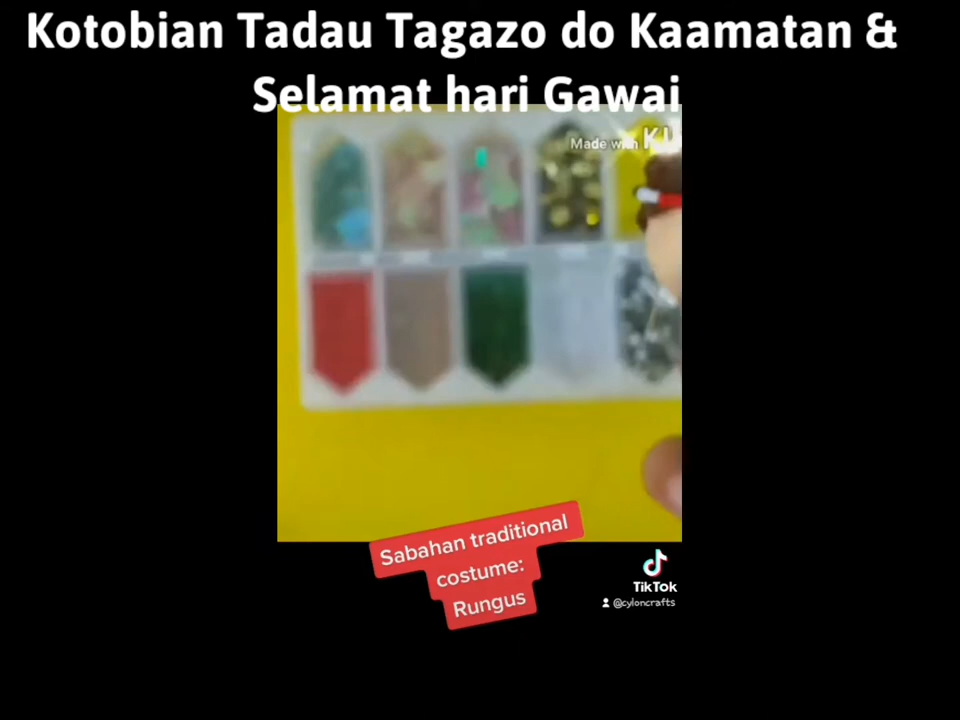 Kotobian Tadau Tagazo do Kaamatan &
Selamat hari Gawai
Made with
Sabahan traditional
costume:
Rungus
TikTok
@cyloncrafts